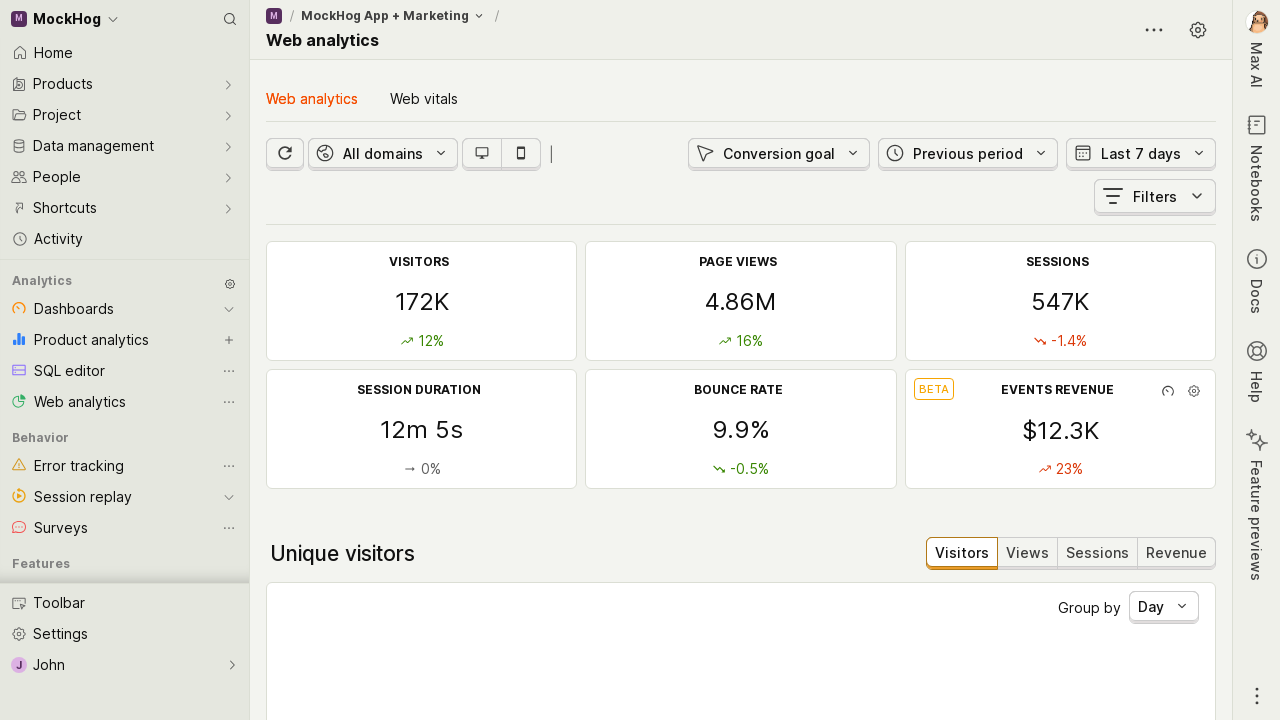 M MockHog
Home
Products
Project
Data management
People
Shortcuts
Activity
Analytics
Dashboards
Product analytics
SQL editor
Web analytics
Behavior
Error tracking
Session replay
Surveys
Features
Toolbar
Settings
J John
M / MockHog App + Marketing /
Web analytics
Web analytics Web vitals
All domains Conversion goal Previous period Last 7 days
Filters
VISITORS
172K
12%
PAGE VIEWS
4.86M
16%
SESSIONS
547K
-1.4%
SESSION DURATION
12m 5s
0%
BOUNCE RATE
9.9%
-0.5%
BETA EVENTS REVENUE
$12.3K
23%
Unique visitors
Visitors Views Sessions Revenue
Group by Day
Max AI
Notebooks
Docs
Help
Feature previews